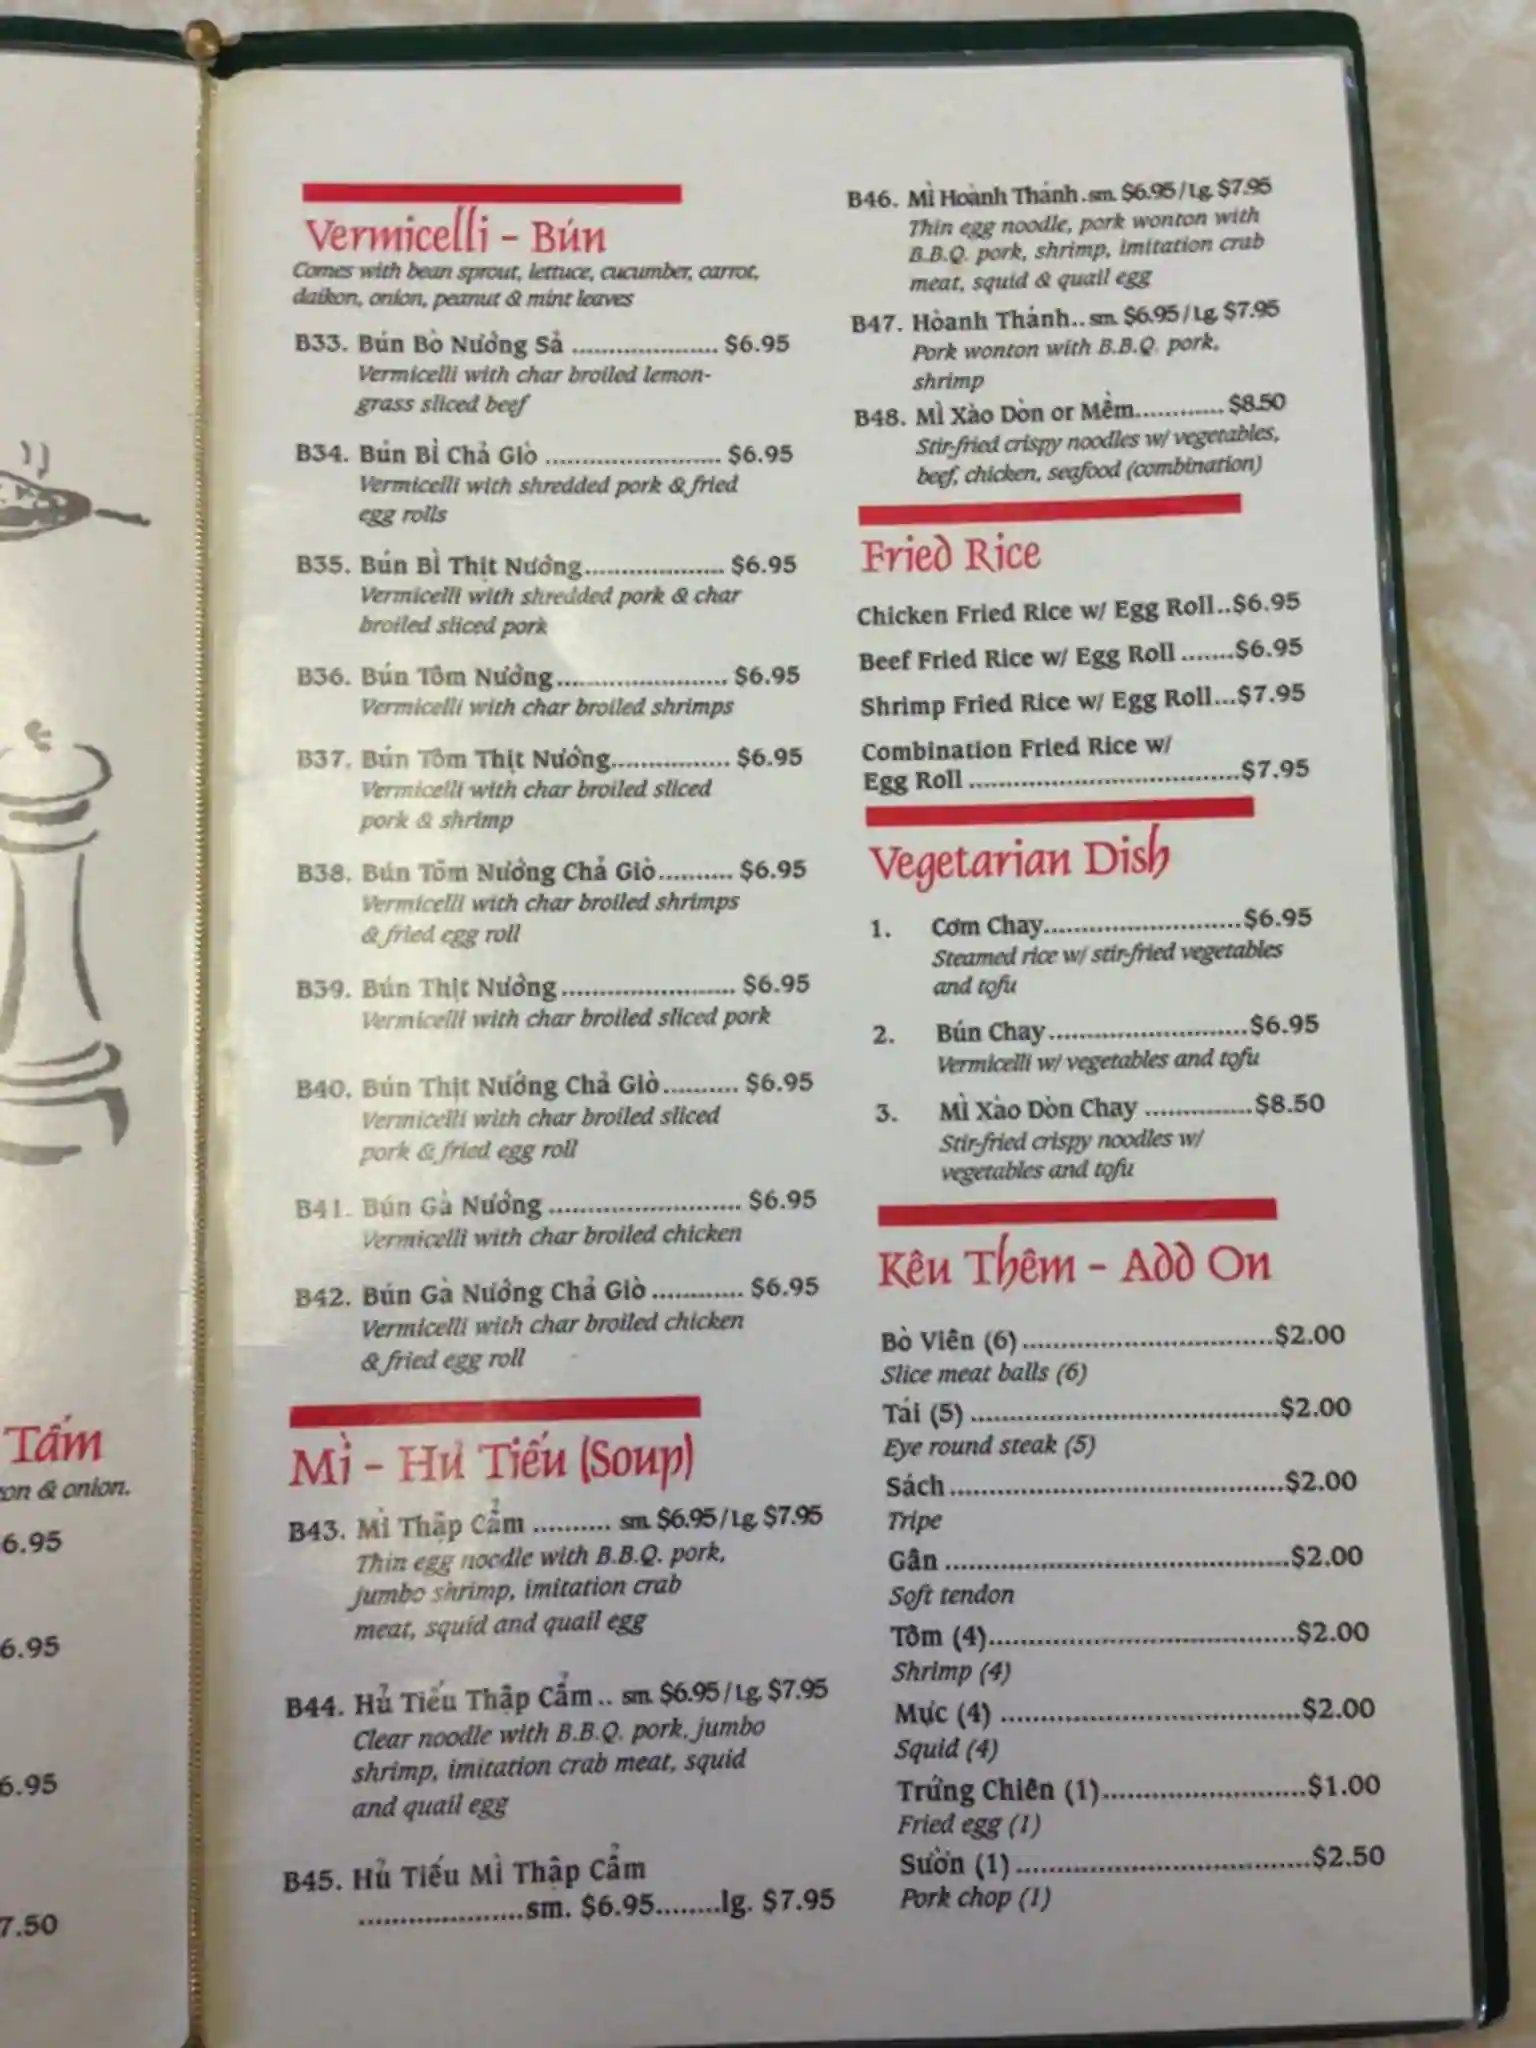 Vermicelli - Bún
Comes with bean sprout, lettuce, cucumber, carrot,
daikon, onion, peanut & mint leaves
B33. Bún Bò Nướng Sả ................... $6.95
Vermicelli with char broiled lemon-
grass sliced beef
B34. Bún Bì Chả Giò ....................... $6.95
Vermicelli with shredded pork & fried
egg rolls
B35. Bún Bì Thịt Nướng................... $6.95
Vermicelli with shredded pork & char
broiled sliced pork
B36. Bún Tôm Nướng....................... $6.95
Vermicelli with char broiled shrimps
B37. Bún Tôm Thịt Nướng................ $6.95
Vermicelli with char broiled sliced
pork & shrimp
B38. Bún Tôm Nướng Chả Giò.......... $6.95
Vermicelli with char broiled shrimps
& fried egg roll
B39. Bún Thịt Nướng....................... $6.95
Vermicelli with char broiled sliced pork
B40. Bún Thịt Nướng Chả Giò.......... $6.95
Vermicelli with char broiled sliced
pork & fried egg roll
B41. Bún Gà Nướng ......................... $6.95
Vermicelli with char broiled chicken
B42. Bún Gà Nướng Chả Giò ............ $6.95
Vermicelli with char broiled chicken
& fried egg roll
Mì - Hủ Tiếu (Soup)
B43. Mì Thập Cẩm .......... sm. $6.95/Lg. $7.95
Thin egg noodle with B.B.Q. pork,
jumbo shrimp, imitation crab
meat, squid and quail egg
B44. Hủ Tiếu Thập Cẩm.. sm. $6.95/Lg. $7.95
Clear noodle with B.B.Q. pork, jumbo
shrimp, imitation crab meat, squid
and quail egg
B45. Hủ Tiếu Mì Thập Cẩm
....................sm. $6.95........lg. $7.95
B46. Mì Hoành Thánh.sm. $6.95/Lg. $7.95
Thin egg noodle, pork wonton with
B.B.Q. pork, shrimp, imitation crab
meat, squid & quail egg
B47. Hòanh Thánh..sm. $6.95/Lg. $7.95
Pork wonton with B.B.Q. pork,
shrimp
B48. Mì Xào Dòn or Mềm............ $8.50
Stir-fried crispy noodles w/ vegetables,
beef, chicken, seafood (combination)
Fried Rice
Chicken Fried Rice w/ Egg Roll..$6.95
Beef Fried Rice w/ Egg Roll .......$6.95
Shrimp Fried Rice w/ Egg Roll...$7.95
Combination Fried Rice w/
Egg Roll ....................................$7.95
Vegetarian Dish
1. Cơm Chay..........................$6.95
Steamed rice w/ stir-fried vegetables
and tofu
2. Bún Chay..........................$6.95
Vermicelli w/ vegetables and tofu
3. Mì Xào Dòn Chay ..............$8.50
Stir-fried crispy noodles w/
vegetables and tofu
Kêu Thêm - Add On
Bò Viên (6).................................$2.00
Slice meat balls (6)
Tái (5) ........................................$2.00
Eye round steak (5)
Sách ...........................................$2.00
Tripe
Gân ............................................$2.00
Soft tendon
Tôm (4).......................................$2.00
Shrimp (4)
Mực (4) ......................................$2.00
Squid (4)
Trứng Chiên (1)..........................$1.00
Fried egg (1)
Sườn (1) .....................................$2.50
Pork chop (1)
Tấm
on & onion.
6.95
6.95
6.95
7.50